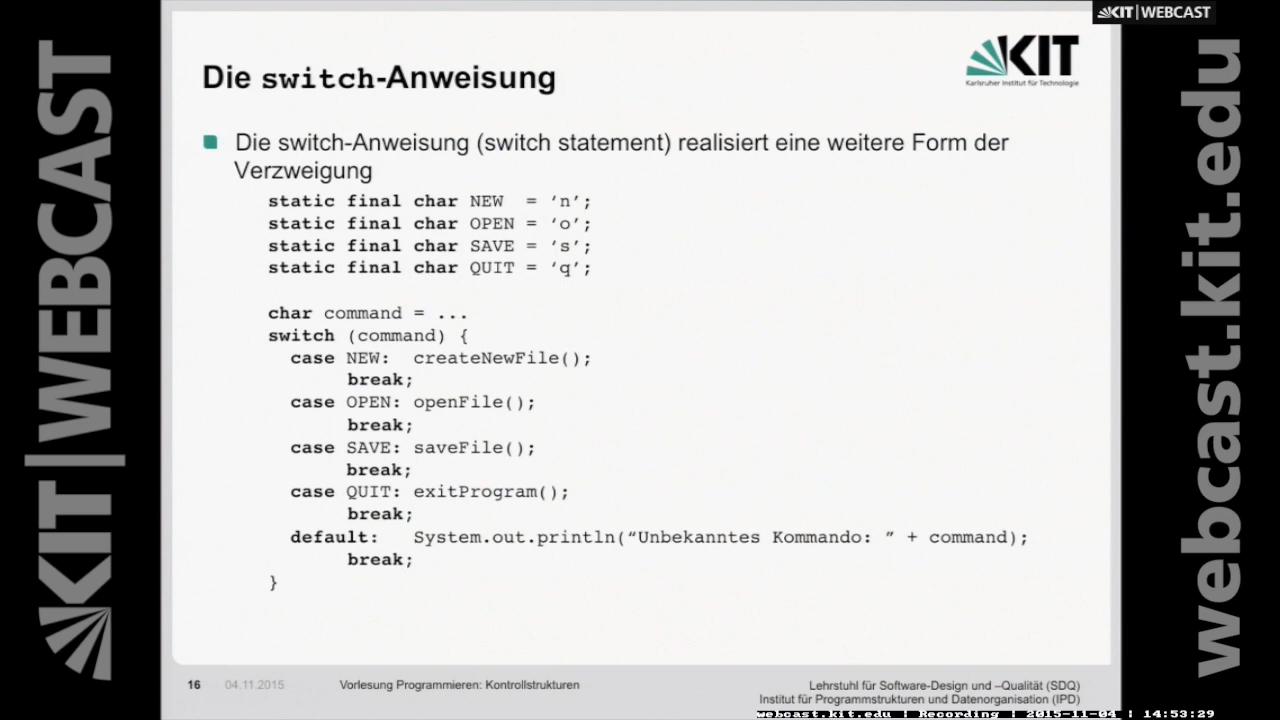 KIT | WEBCAST
KIT
Karlsruher Institut für Technologie
Die switch-Anweisung
Die switch-Anweisung (switch statement) realisiert eine weitere Form der
Verzweigung
static final char NEW  = ‘n’;
static final char OPEN = ‘o’;
static final char SAVE = ‘s’;
static final char QUIT = ‘q’;
char command = ...
switch (command) {
case NEW:  createNewFile();
break;
case OPEN: openFile();
break;
case SAVE: saveFile();
break;
case QUIT: exitProgram();
break;
default:   System.out.println(“Unbekanntes Kommando: ” + command);
break;
}
16 04.11.2015 Vorlesung Programmieren: Kontrollstrukturen
Lehrstuhl für Software-Design und –Qualität (SDQ)
Institut für Programmstrukturen und Datenorganisation (IPD)
webcast.kit.edu | Recording | 2015-11-04 | 14:53:29
KIT | WEBCAST
webcast.kit.edu